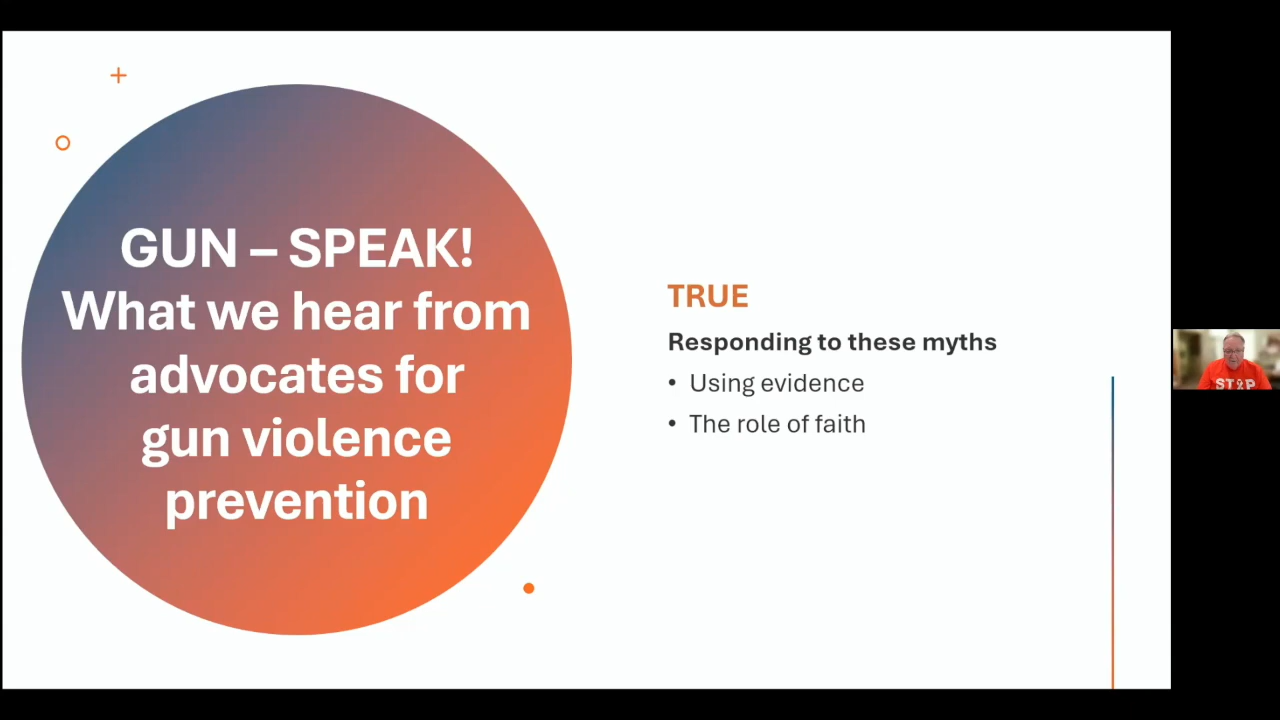 GUN – SPEAK!
What we hear from
advocates for
gun violence
prevention
TRUE
Responding to these myths
• Using evidence
• The role of faith
ST P